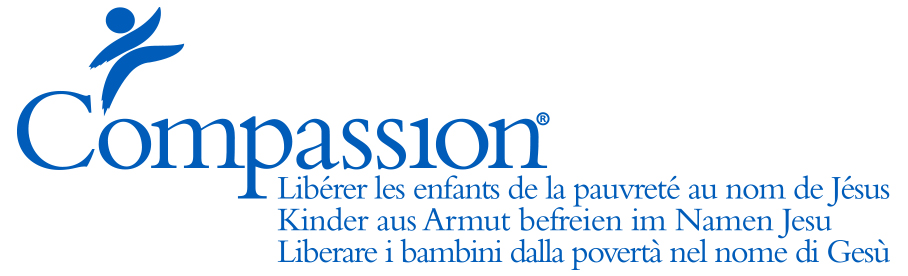 Compassion®
Libérer les enfants de la pauvreté au nom de Jésus
Kinder aus Armut befreien im Namen Jesu
Liberare i bambini dalla povertà nel nome di Gesù